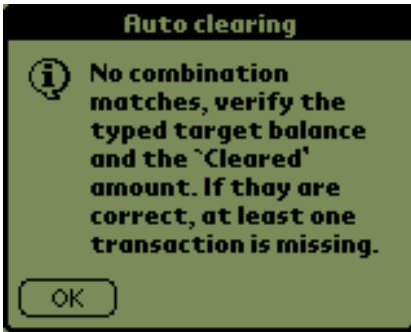 Auto clearing
No combination
matches, verify the
typed target balance
and the `Cleared'
amount. If thay are
correct, at least one
transaction is missing.
OK